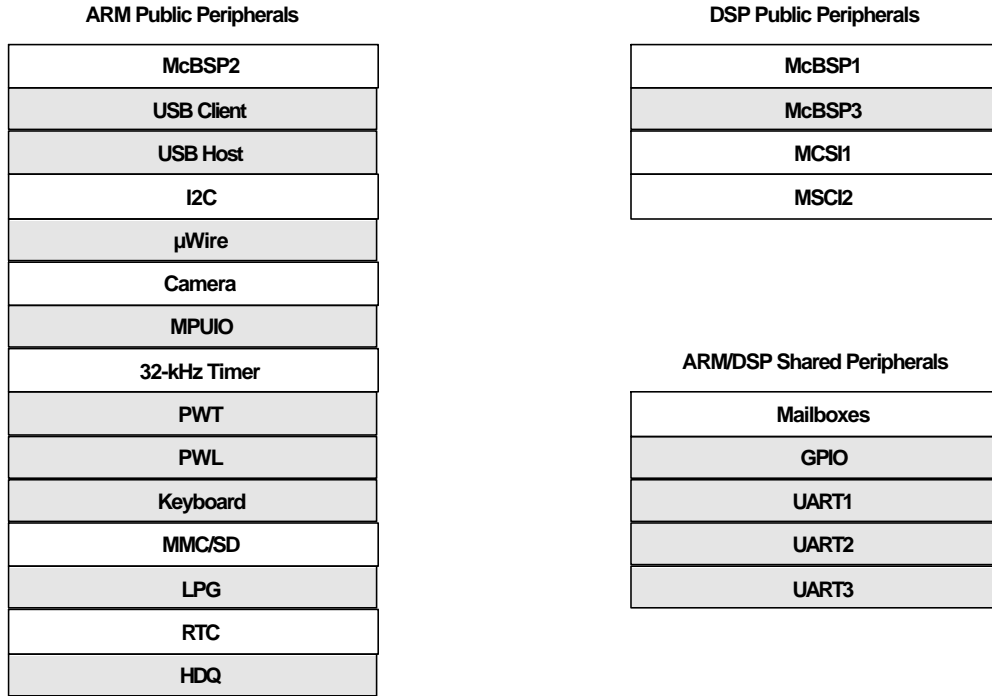 ARM Public Peripherals
McBSP2
USB Client
USB Host
I2C
µWire
Camera
MPUIO
32-kHz Timer
PWT
PWL
Keyboard
MMC/SD
LPG
RTC
HDQ
DSP Public Peripherals
McBSP1
McBSP3
MCSI1
MSCI2
ARM/DSP Shared Peripherals
Mailboxes
GPIO
UART1
UART2
UART3